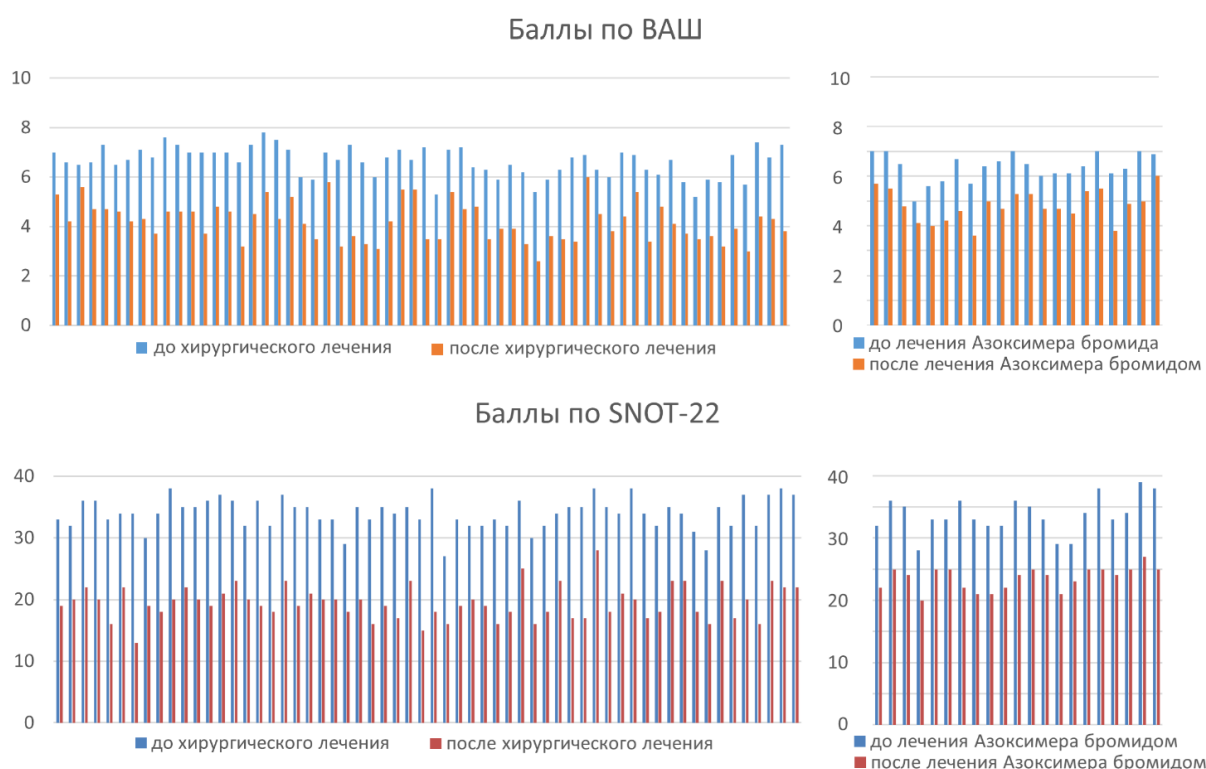 Баллы по ВАШ
10
8
6
4
2
0
до хирургического лечения
после хирургического лечения
10
8
6
4
2
0
до лечения Азоксимера бромида
после лечения Азоксимера бромидом
Баллы по SNOT-22
40
30
20
10
0
до хирургического лечения
после хирургического лечения
40
30
20
10
0
до лечения Азоксимера бромидом
после лечения Азоксимера бромидом